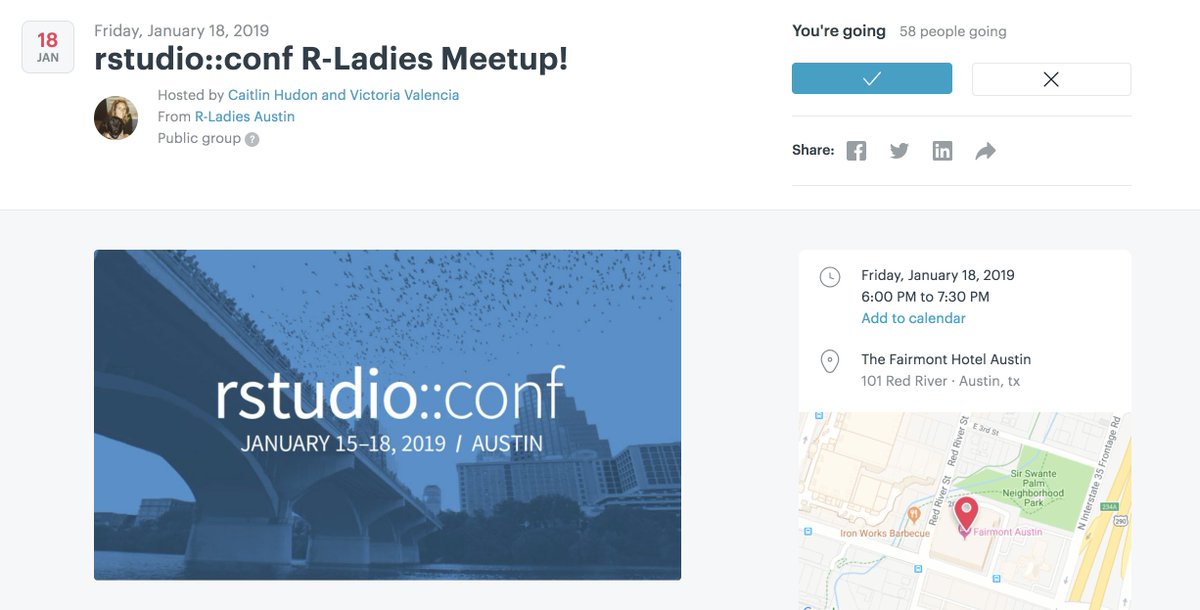 18
JAN
Friday, January 18, 2019
rstudio::conf R-Ladies Meetup!
Hosted by Caitlin Hudon and Victoria Valencia
From R-Ladies Austin
Public group ?
You're going 58 people going
Share:
rstudio::conf
JANUARY 15–18, 2019 / AUSTIN
Friday, January 18, 2019
6:00 PM to 7:30 PM
Add to calendar
The Fairmont Hotel Austin
101 Red River · Austin, tx
E 3rd St
Red River St
N Interstate 35 Frontage Rd
Sir Swante
Palm
Neighborhood
Park
Red River St
234A
290
Iron Works Barbecue
Fairmont Austin